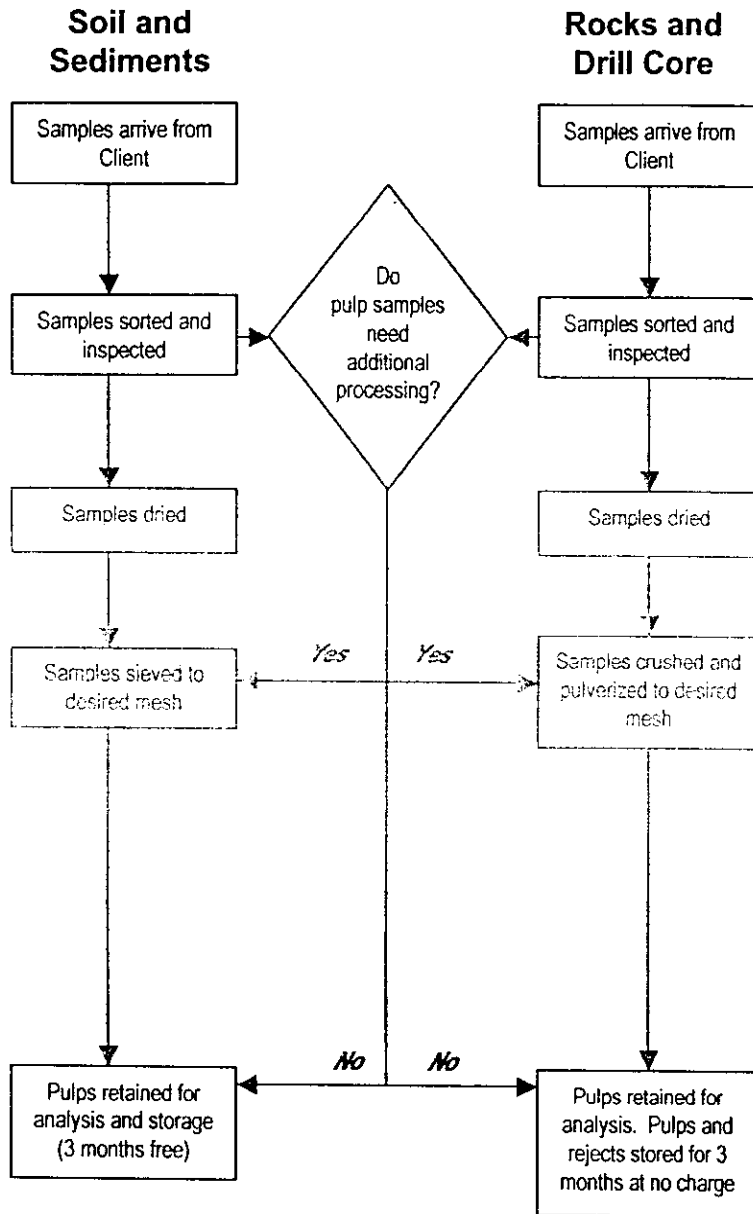 Soil and
Sediments
Samples arrive from
Client
Samples sorted and
inspected
Samples dried
Samples sieved to
desired mesh
Pulps retained for
analysis and storage
(3 months free)
Do
pulp samples
need
additional
processing?
Yes
Yes
No
No
Rocks and
Drill Core
Samples arrive from
Client
Samples sorted and
inspected
Samples dried
Samples crushed and
pulverized to desired
mesh
Pulps retained for
analysis. Pulps and
rejects stored for 3
months at no charge